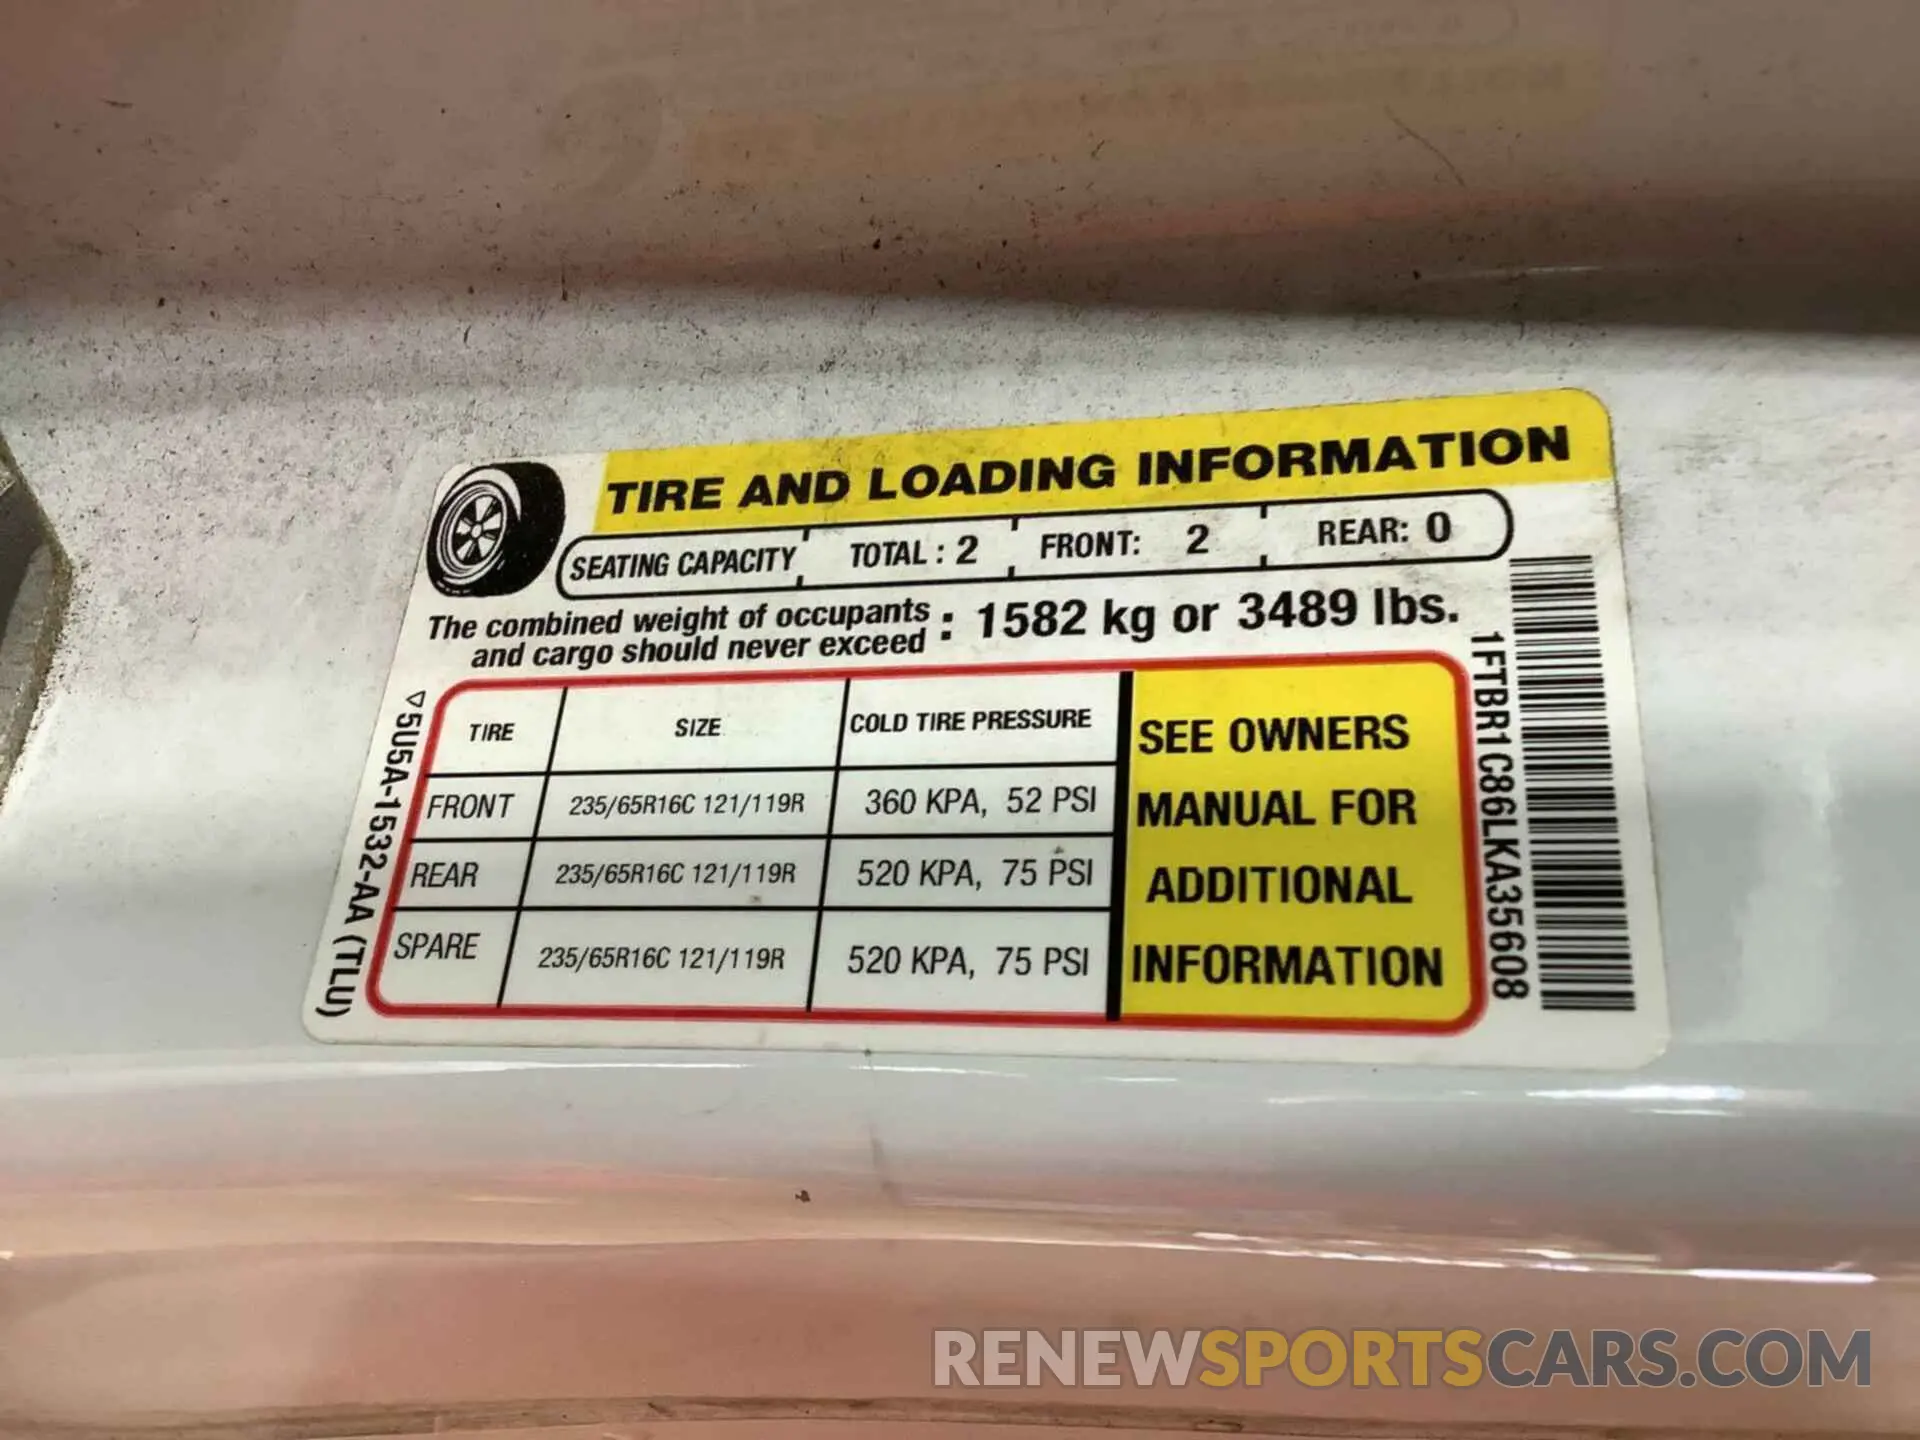 TIRE AND LOADING INFORMATION
SEATING CAPACITY TOTAL : 2 FRONT: 2 REAR: 0
The combined weight of occupants
and cargo should never exceed : 1582 kg or 3489 lbs.
TIRE SIZE COLD TIRE PRESSURE
FRONT 235/65R16C 121/119R 360 KPA, 52 PSI
REAR 235/65R16C 121/119R 520 KPA, 75 PSI
SPARE 235/65R16C 121/119R 520 KPA, 75 PSI
SEE OWNERS
MANUAL FOR
ADDITIONAL
INFORMATION
5U5A-1532-AA (TLU)
1FTBR1C86LKA35608
RENEWSPORTSCARS.COM